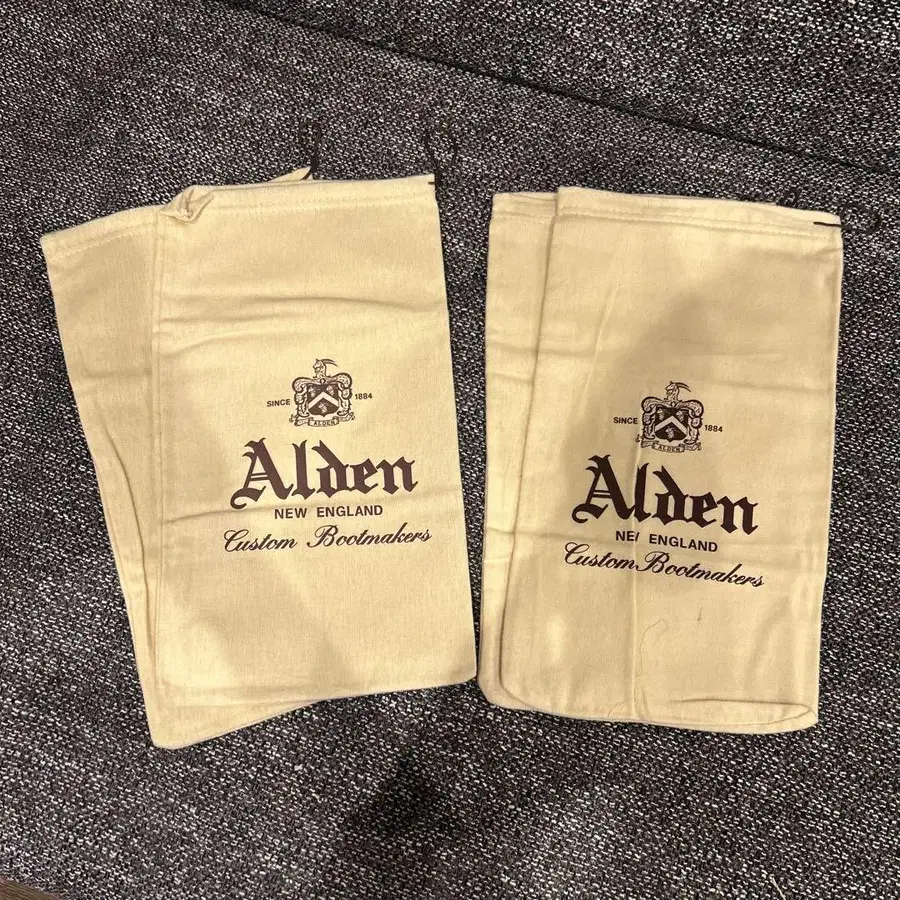 SINCE 1884
ALDEN
Alden
NEW ENGLAND
Custom Bootmakers
SINCE 1884
ALDEN
Alden
NEW ENGLAND
Custom Bootmakers